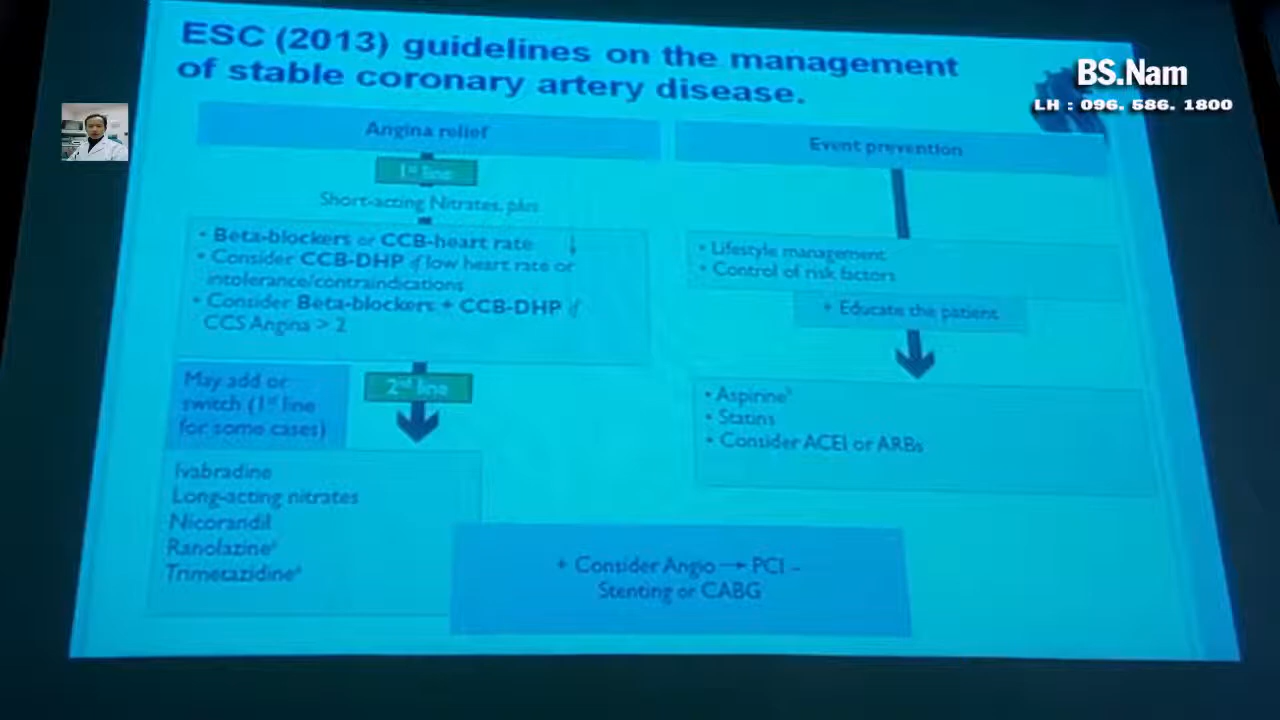 ESC (2013) guidelines on the management
of stable coronary artery disease.
BS.Nam
LH : 096. 586. 1800
Angina relief
1st line
Short-acting Nitrates, plus
• Beta-blockers or CCB-heart rate ↓
• Consider CCB-DHP if low heart rate or
intolerance/contraindications
• Consider Beta-blockers + CCB-DHP if
CCS Angina > 2
May add or
switch (1st line
for some cases)
2nd line
Ivabradine
Long-acting nitrates
Nicorandil
Ranolazineª
Trimetazidineª
Event prevention
• Lifestyle management
• Control of risk factors
+ Educate the patient
• Aspirineᵇ
• Statins
• Consider ACEI or ARBs
+ Consider Angio → PCI –
Stenting or CABG